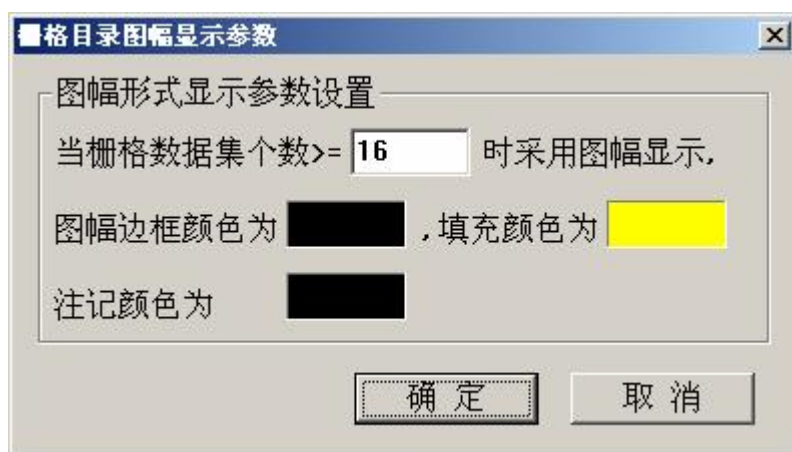 格目录图幅显示参数
图幅形式显示参数设置
当栅格数据集个数>= 16 时采用图幅显示,
图幅边框颜色为 ,填充颜色为
注记颜色为
确 定 取 消